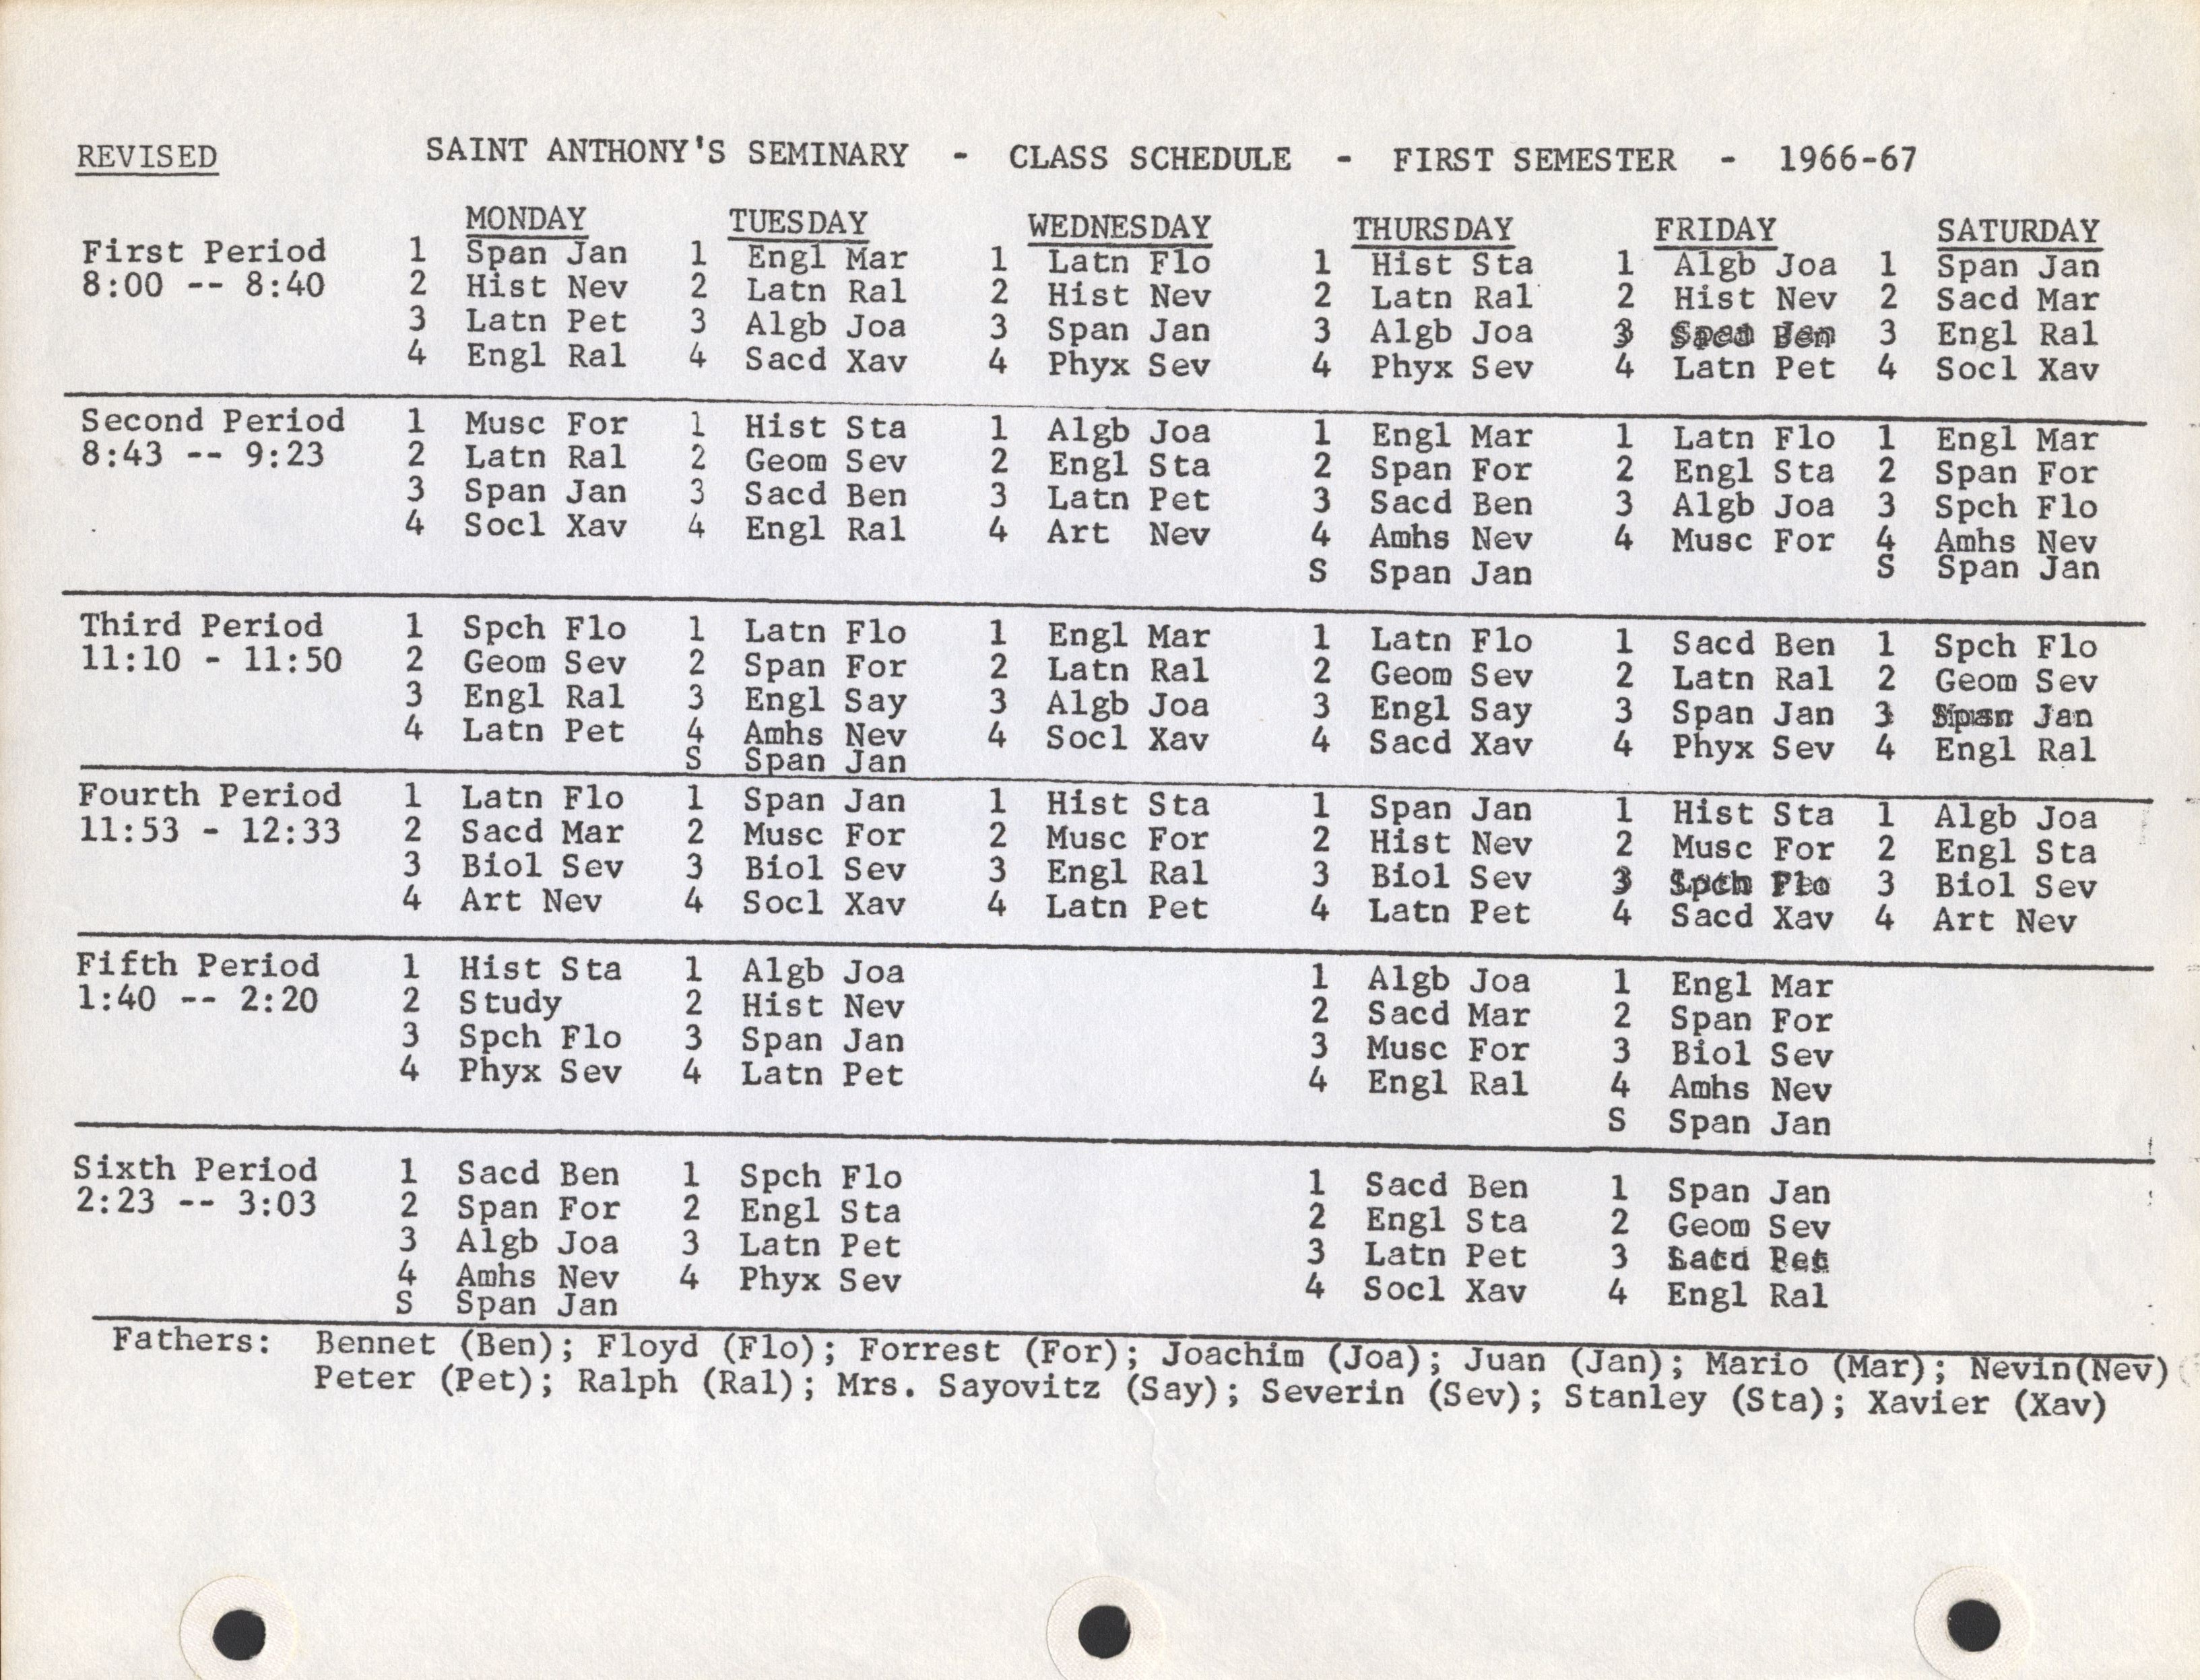 REVISED SAINT ANTHONY'S SEMINARY - CLASS SCHEDULE - FIRST SEMESTER - 1966-67
MONDAY TUESDAY WEDNESDAY THURSDAY FRIDAY SATURDAY
First Period 1 Span Jan 1 Engl Mar 1 Latn Flo 1 Hist Sta 1 Algb Joa 1 Span Jan
8:00 -- 8:40 2 Hist Nev 2 Latn Ral 2 Hist Nev 2 Latn Ral 2 Hist Nev 2 Sacd Mar
3 Latn Pet 3 Algb Joa 3 Span Jan 3 Algb Joa 3 3 Engl Ral
4 Engl Ral 4 Sacd Xav 4 Phyx Sev 4 Phyx Sev 4 Latn Pet 4 Socl Xav
Second Period 1 Musc For 1 Hist Sta 1 Algb Joa 1 Engl Mar 1 Latn Flo 1 Engl Mar
8:43 -- 9:23 2 Latn Ral 2 Geom Sev 2 Engl Sta 2 Span For 2 Engl Sta 2 Span For
3 Span Jan 3 Sacd Ben 3 Latn Pet 3 Sacd Ben 3 Algb Joa 3 Spch Flo
4 Socl Xav 4 Engl Ral 4 Art Nev 4 Amhs Nev 4 Musc For 4 Amhs Nev
S Span Jan S Span Jan
Third Period 1 Spch Flo 1 Latn Flo 1 Engl Mar 1 Latn Flo 1 Sacd Ben 1 Spch Flo
11:10 - 11:50 2 Geom Sev 2 Span For 2 Latn Ral 2 Geom Sev 2 Latn Ral 2 Geom Sev
3 Engl Ral 3 Engl Say 3 Algb Joa 3 Engl Say 3 Span Jan 3 Jan
4 Latn Pet 4 Amhs Nev 4 Socl Xav 4 Sacd Xav 4 Phyx Sev 4 Engl Ral
S Span Jan
Fourth Period 1 Latn Flo 1 Span Jan 1 Hist Sta 1 Span Jan 1 Hist Sta 1 Algb Joa
11:53 - 12:33 2 Sacd Mar 2 Musc For 2 Musc For 2 Hist Nev 2 Musc For 2 Engl Sta
3 Biol Sev 3 Biol Sev 3 Engl Ral 3 Biol Sev 3 3 Biol Sev
4 Art Nev 4 Socl Xav 4 Latn Pet 4 Latn Pet 4 Sacd Xav 4 Art Nev
Fifth Period 1 Hist Sta 1 Algb Joa 1 Algb Joa 1 Engl Mar
1:40 -- 2:20 2 Study 2 Hist Nev 2 Sacd Mar 2 Span For
3 Spch Flo 3 Span Jan 3 Musc For 3 Biol Sev
4 Phyx Sev 4 Latn Pet 4 Engl Ral 4 Amhs Nev
S Span Jan
Sixth Period 1 Sacd Ben 1 Spch Flo 1 Sacd Ben 1 Span Jan
2:23 -- 3:03 2 Span For 2 Engl Sta 2 Engl Sta 2 Geom Sev
3 Algb Joa 3 Latn Pet 3 Latn Pet 3
4 Amhs Nev 4 Phyx Sev 4 Socl Xav 4 Engl Ral
S Span Jan
Fathers: Bennet (Ben); Floyd (Flo); Forrest (For); Joachim (Joa); Juan (Jan); Mario (Mar); Nevin(Nev)
Peter (Pet); Ralph (Ral); Mrs. Sayovitz (Say); Severin (Sev); Stanley (Sta); Xavier (Xav)